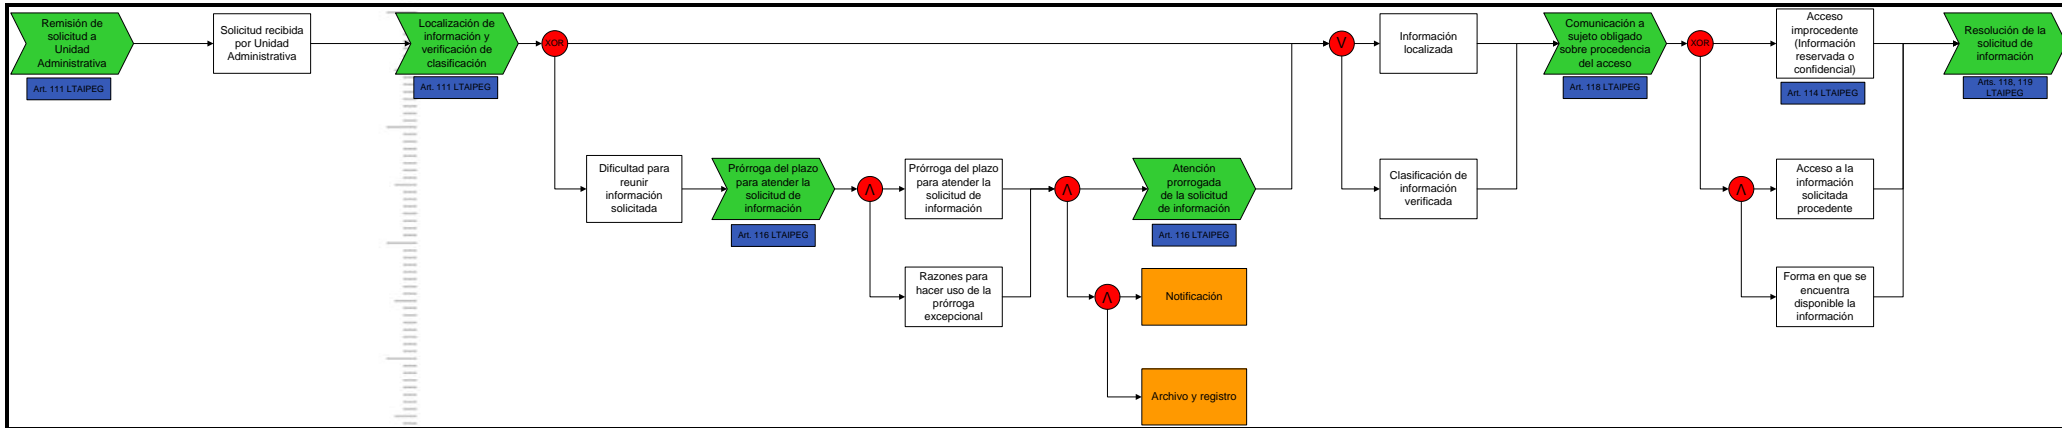 Remisión de
solicitud a
Unidad
Administrativa
Art. 111 LTAIPEG
Solicitud recibida
por Unidad
Administrativa
Localización de
información y
verificación de
clasificación
Art. 111 LTAIPEG
XOR
Dificultad para
reunir
información
solicitada
Prórroga del plazo
para atender la
solicitud de
información
Art. 116 LTAIPEG
Λ
Prórroga del plazo
para atender la
solicitud de
información
Razones para
hacer uso de la
prórroga
excepcional
Λ
Atención
prorrogada
de la solicitud
de información
Art. 116 LTAIPEG
Λ
Notificación
Archivo y registro
V
Información
localizada
Clasificación de
información
verificada
Comunicación a
sujeto obligado
sobre procedencia
del acceso
Art. 118 LTAIPEG
XOR
Acceso
improcedente
(Información
reservada o
confidencial)
Art. 114 LTAIPEG
Λ
Acceso a la
información
solicitada
procedente
Forma en que se
encuentra
disponible la
información
Resolución de la
solicitud de
información
Arts. 118, 119
LTAIPEG